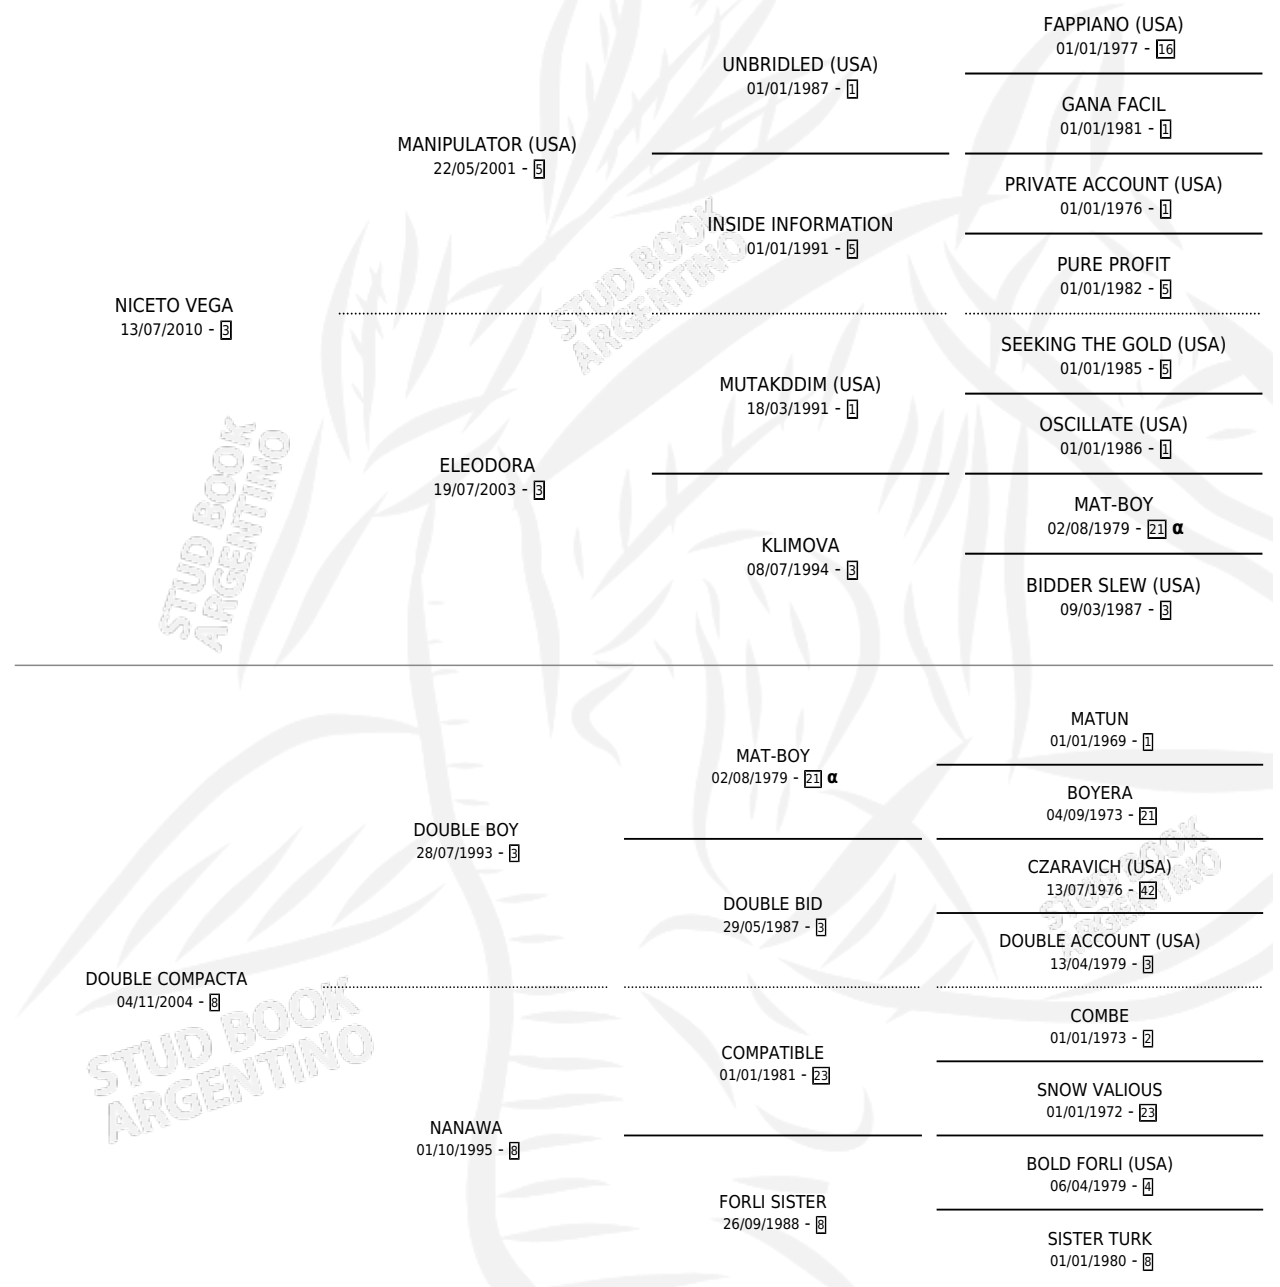 FAPPIANO (USA)
01/01/1977 - 16
UNBRIDLED (USA)
01/01/1987 - 1
GANA FACIL
01/01/1981 - 1
MANIPULATOR (USA)
22/05/2001 - 5
PRIVATE ACCOUNT (USA)
01/01/1976 - 1
INSIDE INFORMATION
01/01/1991 - 5
PURE PROFIT
01/01/1982 - 5
NICETO VEGA
13/07/2010 - 3
SEEKING THE GOLD (USA)
01/01/1985 - 5
MUTAKDDIM (USA)
18/03/1991 - 1
OSCILLATE (USA)
01/01/1986 - 1
ELEODORA
19/07/2003 - 3
MAT-BOY
02/08/1979 - 21 α
KLIMOVA
08/07/1994 - 3
BIDDER SLEW (USA)
09/03/1987 - 3
STUD BOOK
ARGENTINO
STUD BOOK
ARGENTINO
MATUN
01/01/1969 - 1
MAT-BOY
02/08/1979 - 21 α
BOYERA
04/09/1973 - 21
DOUBLE BOY
28/07/1993 - 3
CZARAVICH (USA)
13/07/1976 - 42
DOUBLE BID
29/05/1987 - 3
DOUBLE ACCOUNT (USA)
13/04/1979 - 3
DOUBLE COMPACTA
04/11/2004 - 8
COMBE
01/01/1973 - 2
COMPATIBLE
01/01/1981 - 23
SNOW VALIOUS
01/01/1972 - 23
NANAWA
01/10/1995 - 8
BOLD FORLI (USA)
06/04/1979 - 4
FORLI SISTER
26/09/1988 - 8
SISTER TURK
01/01/1980 - 8
STUD BOOK
ARGENTINO
STUD BOOK
ARGENTINO